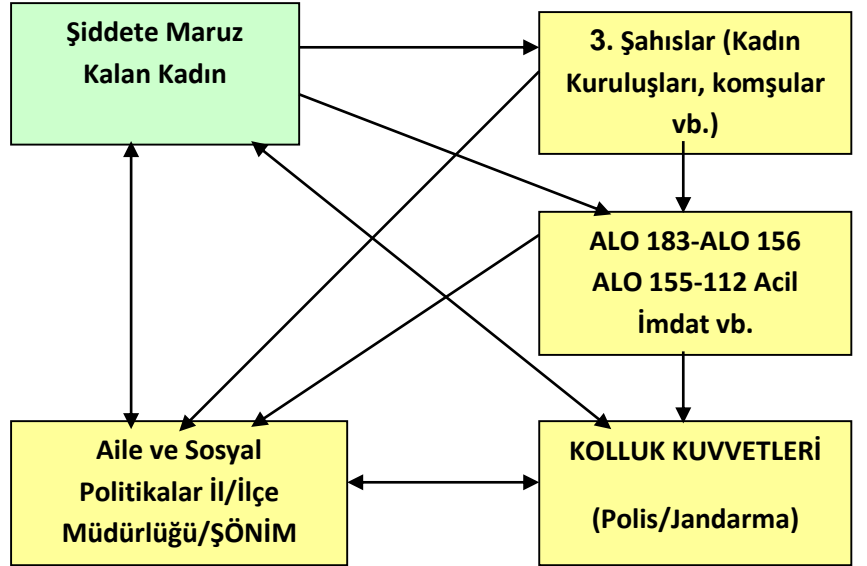 Şiddete Maruz
Kalan Kadın
3. Şahıslar (Kadın
Kuruluşları, komşular
vb.)
ALO 183-ALO 156
ALO 155-112 Acil
İmdat vb.
Aile ve Sosyal
Politikalar İl/İlçe
Müdürlüğü/ŞÖNİM
KOLLUK KUVVETLERİ
(Polis/Jandarma)